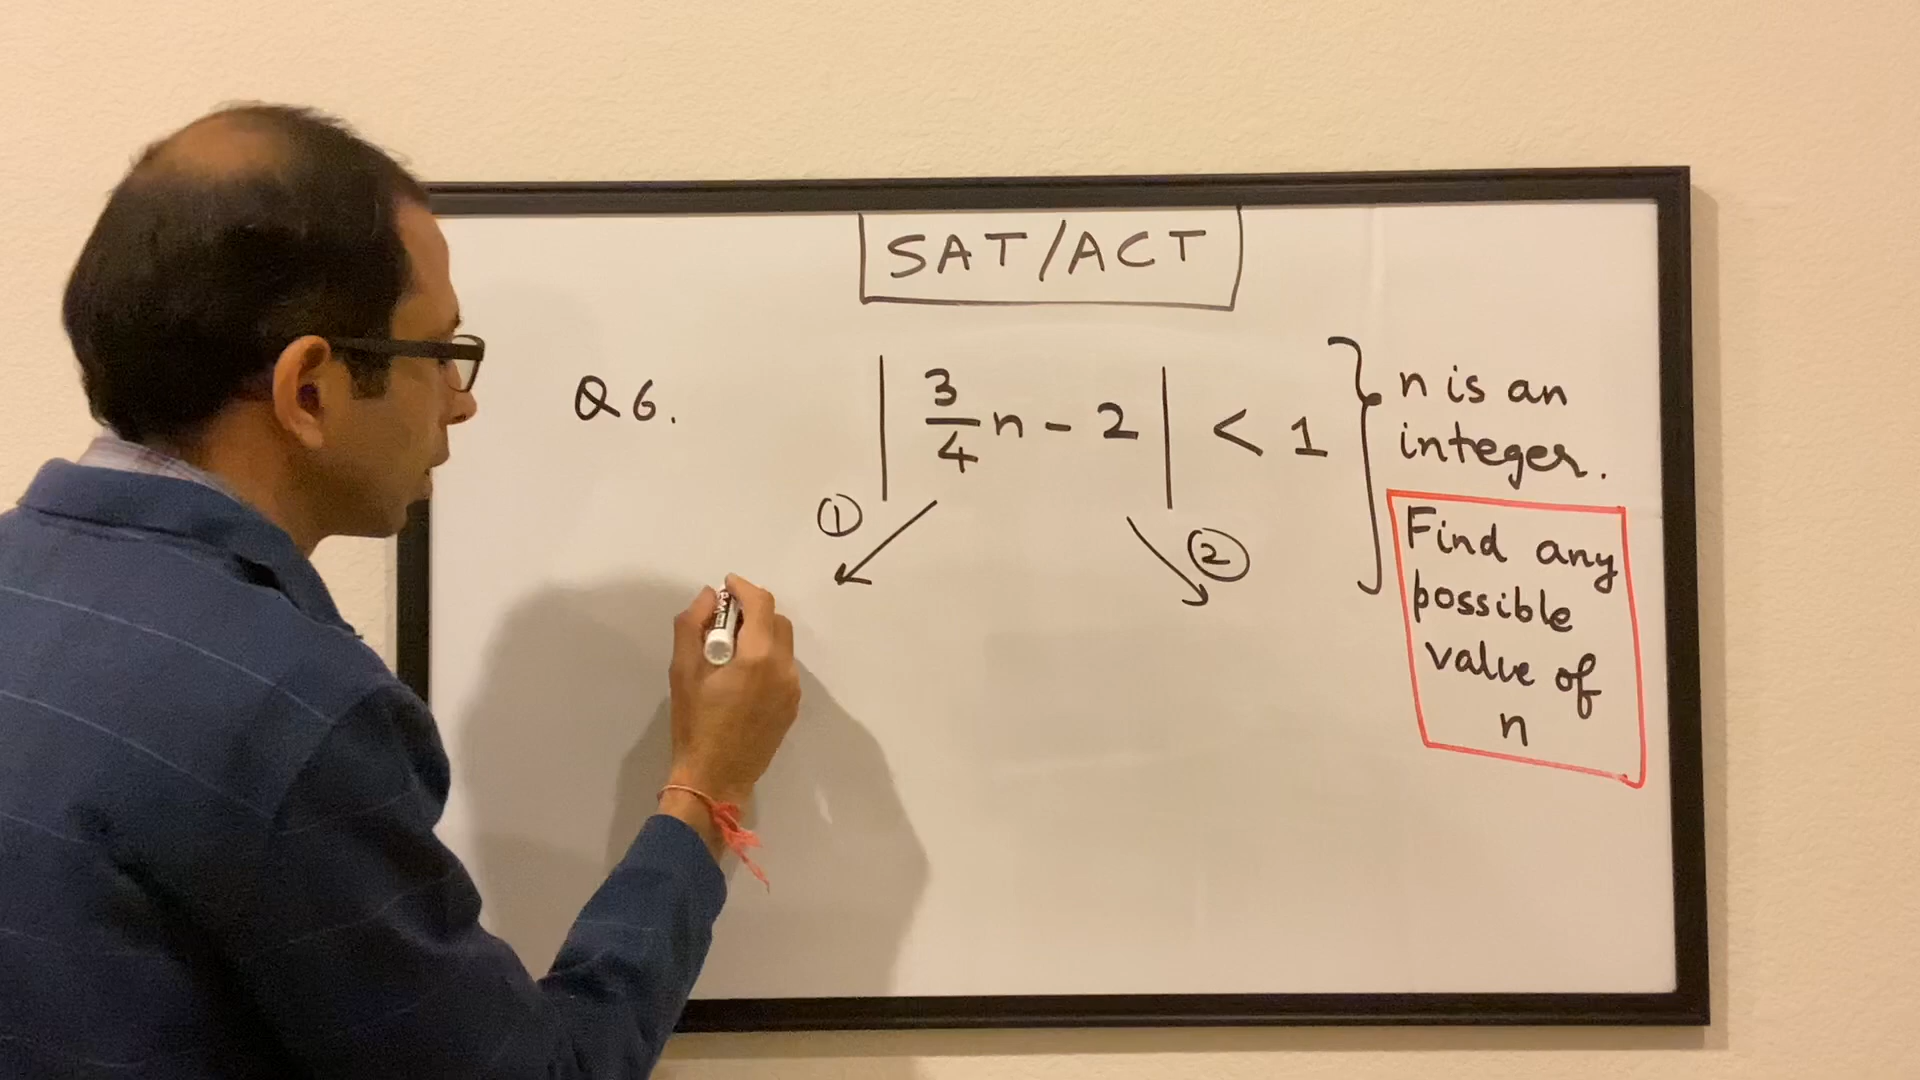 SAT/ACT
Q6. | 3/4 n - 2 | < 1
n is an
integer.
① ②
Find any
possible
value of
n